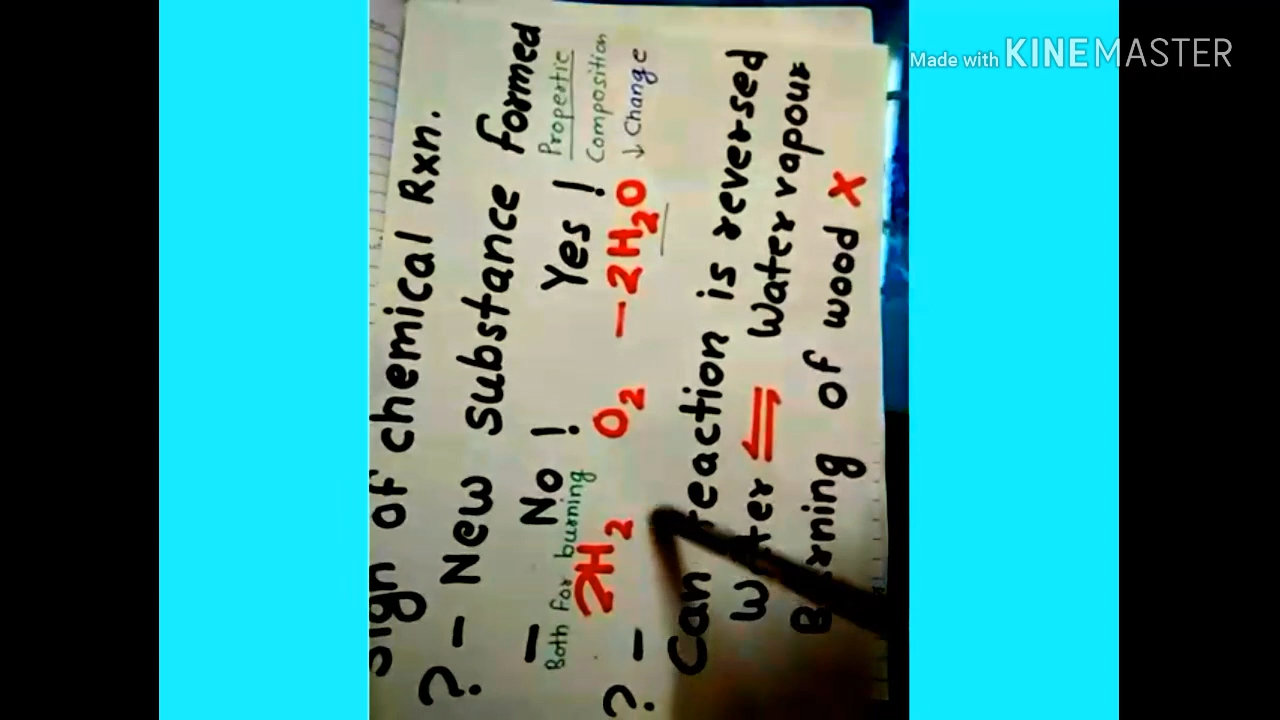 Made with KINEMASTER
Sign of chemical Rxn.
? - New substance formed
- No ! Yes ! Propertie
Both for burning Composition
2H2 O2 - 2H2O ↓ Change
? - Can reaction is reversed
Water ⇌ Water vapour
Burning of wood X